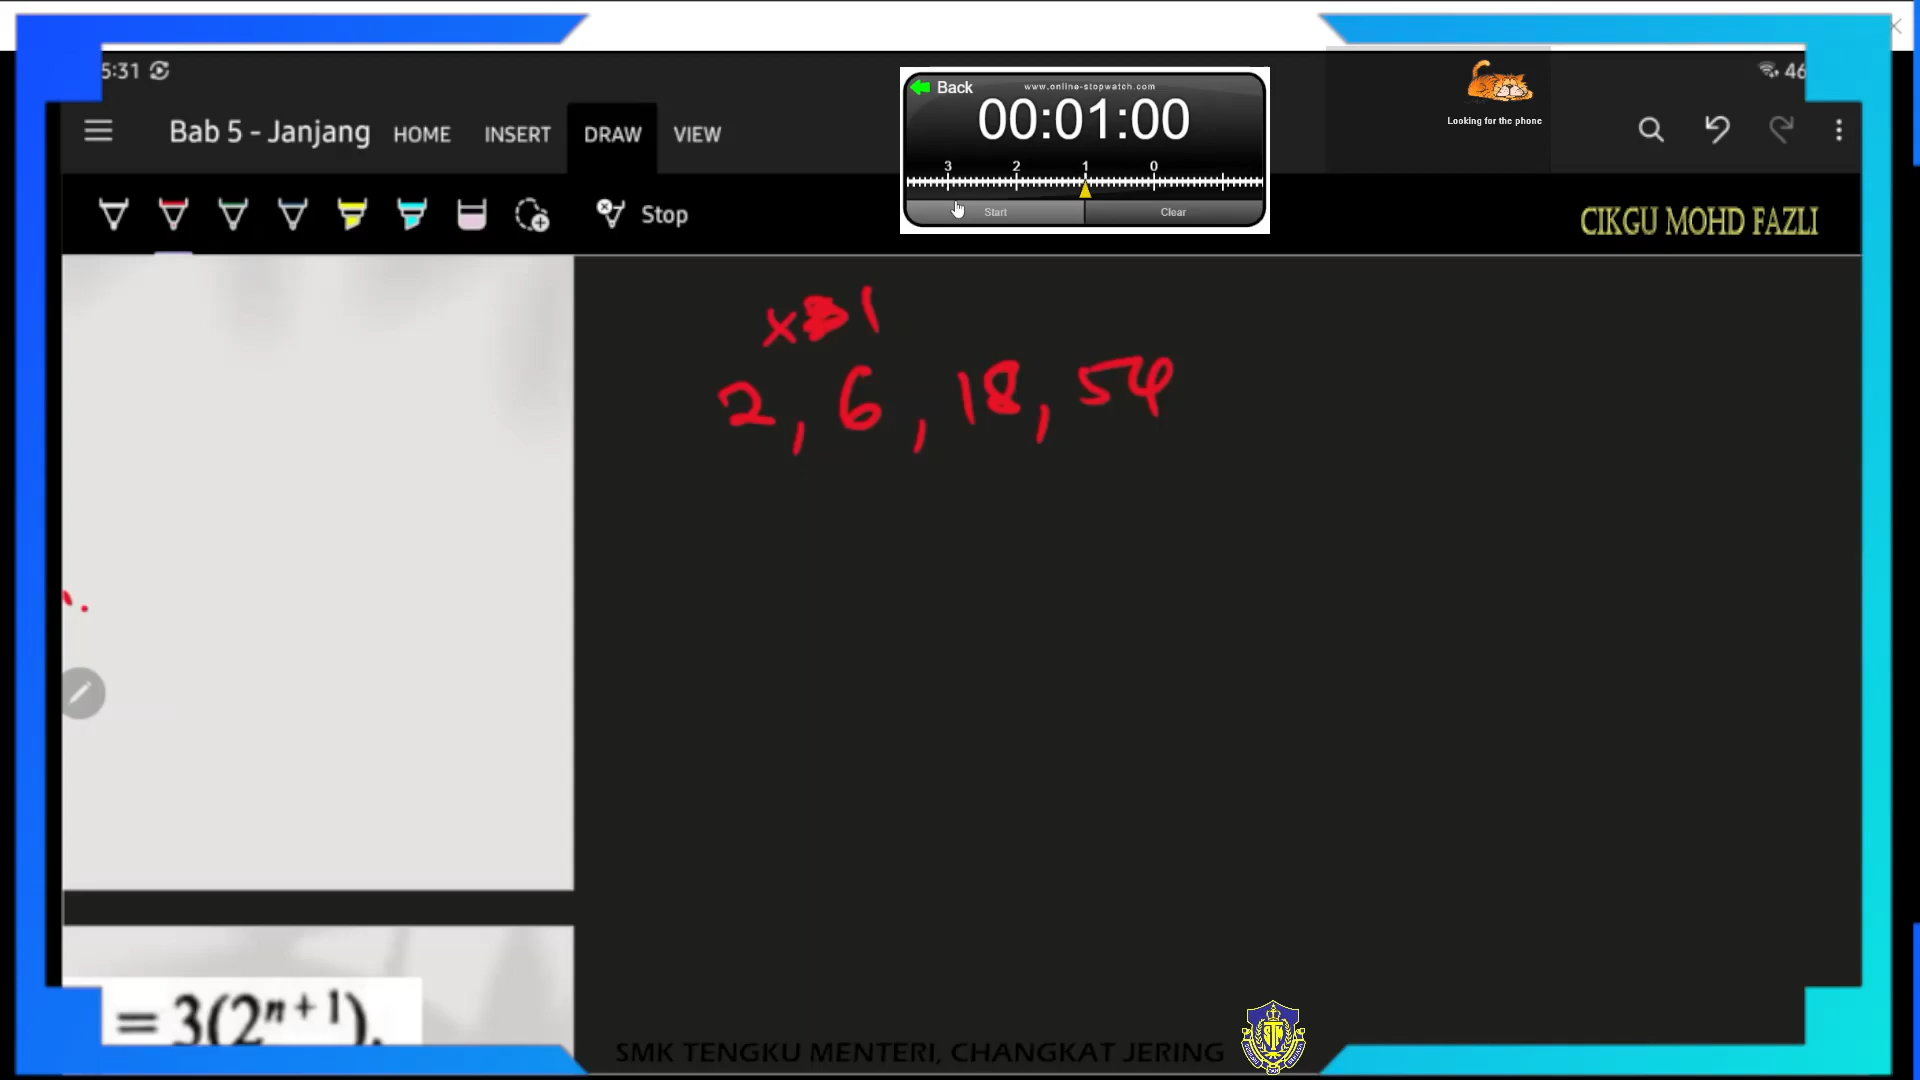 5:31 46
Back www.online-stopwatch.com
00:01:00
3 2 1 0
Start Clear
Looking for the phone
Bab 5 - Janjang HOME INSERT DRAW VIEW
Stop
CIKGU MOHD FAZLI
2, 6, 18, 54
= 3(2ⁿ⁺¹).
SMK TENGKU MENTERI, CHANGKAT JERING